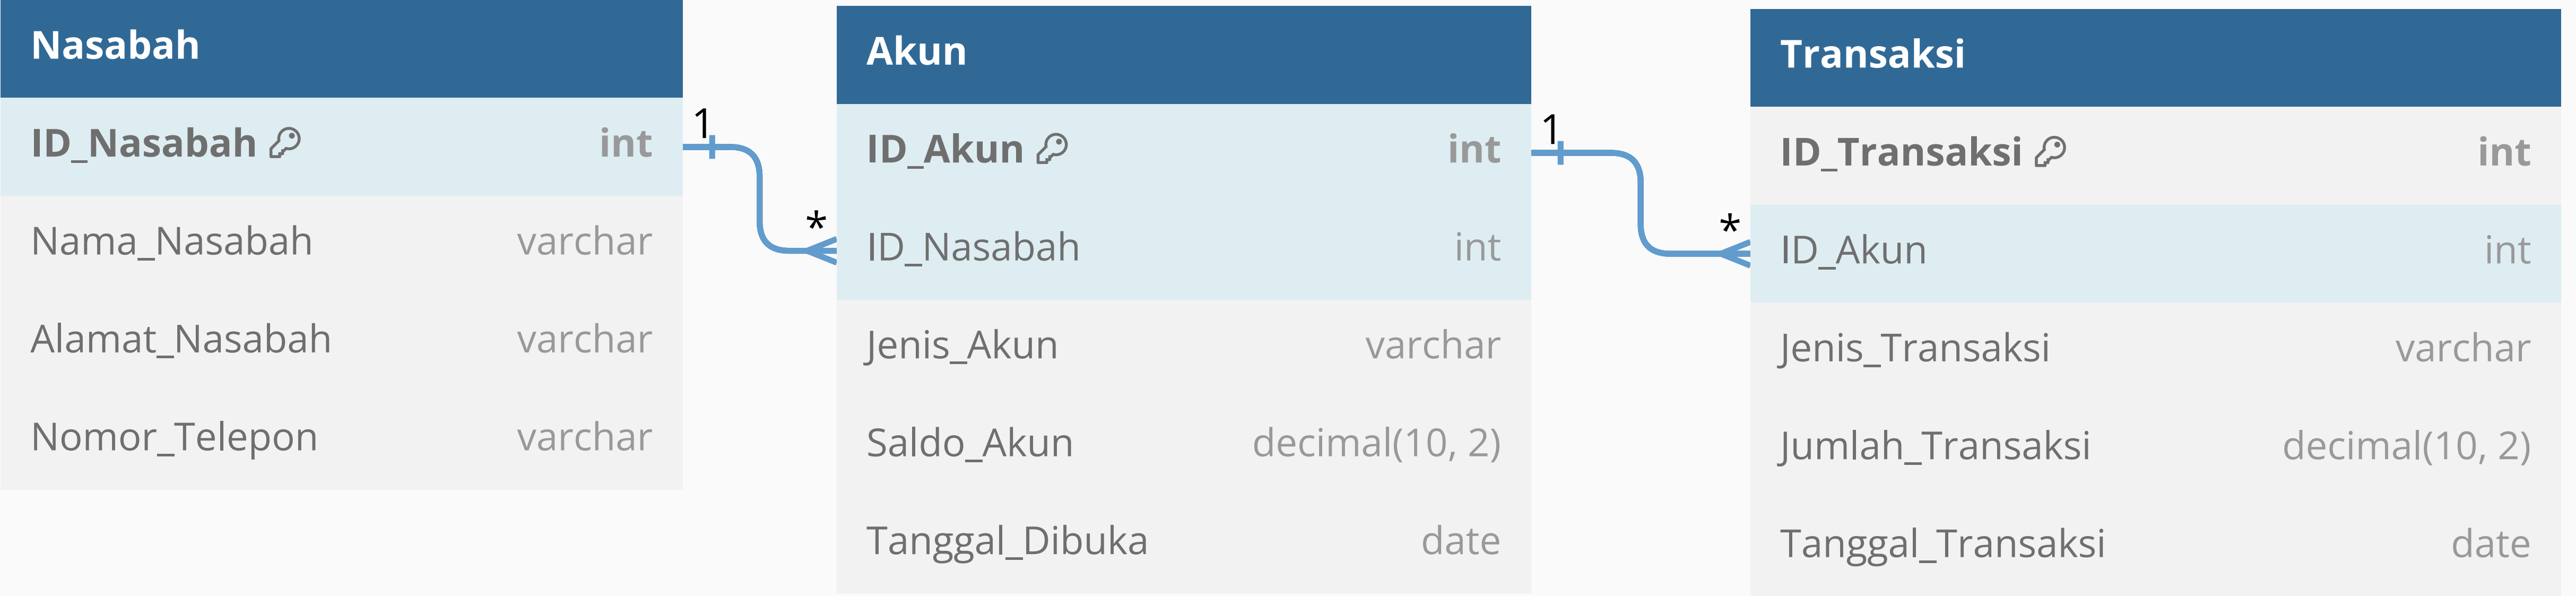 Nasabah
ID_Nasabah int
Nama_Nasabah varchar
Alamat_Nasabah varchar
Nomor_Telepon varchar
1
*
Akun
ID_Akun int
ID_Nasabah int
Jenis_Akun varchar
Saldo_Akun decimal(10, 2)
Tanggal_Dibuka date
1
*
Transaksi
ID_Transaksi int
ID_Akun int
Jenis_Transaksi varchar
Jumlah_Transaksi decimal(10, 2)
Tanggal_Transaksi date